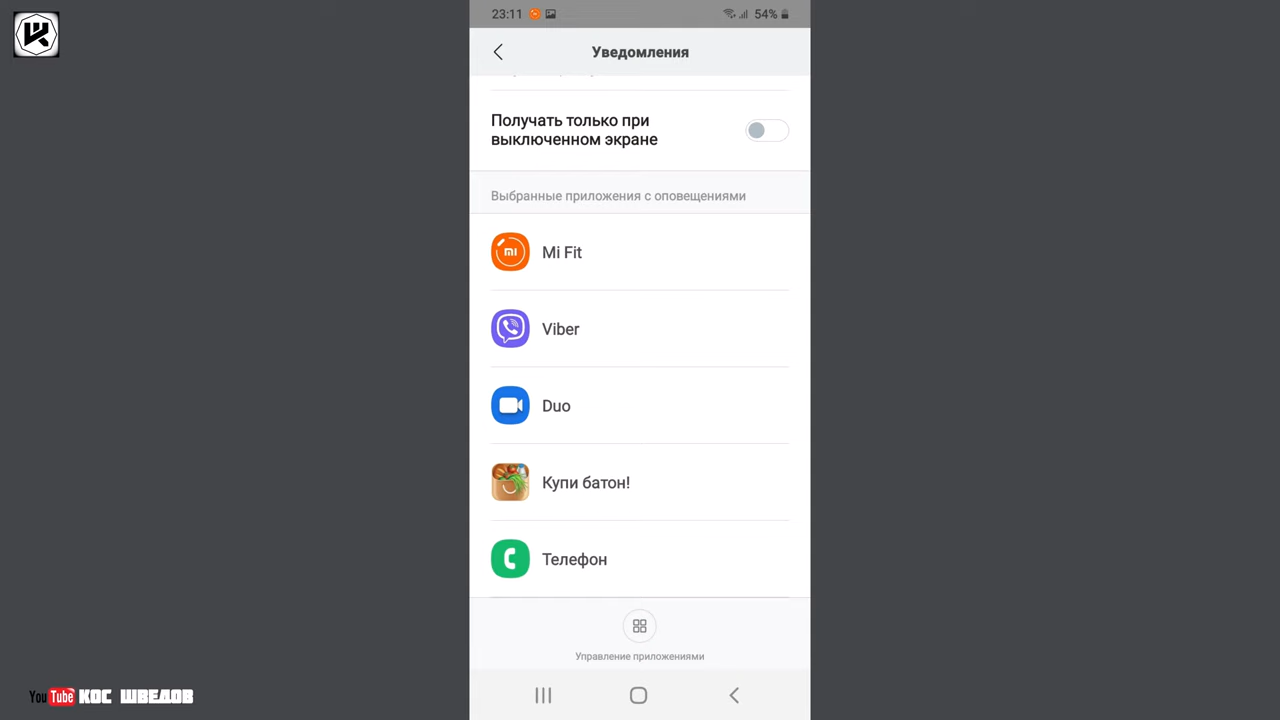 23:11
54%
Уведомления
Получать только при
выключенном экране
Выбранные приложения с оповещениями
Mi Fit
Viber
Duo
Купи батон!
Телефон
Управление приложениями
YouTube КОС ШВЕДОВ